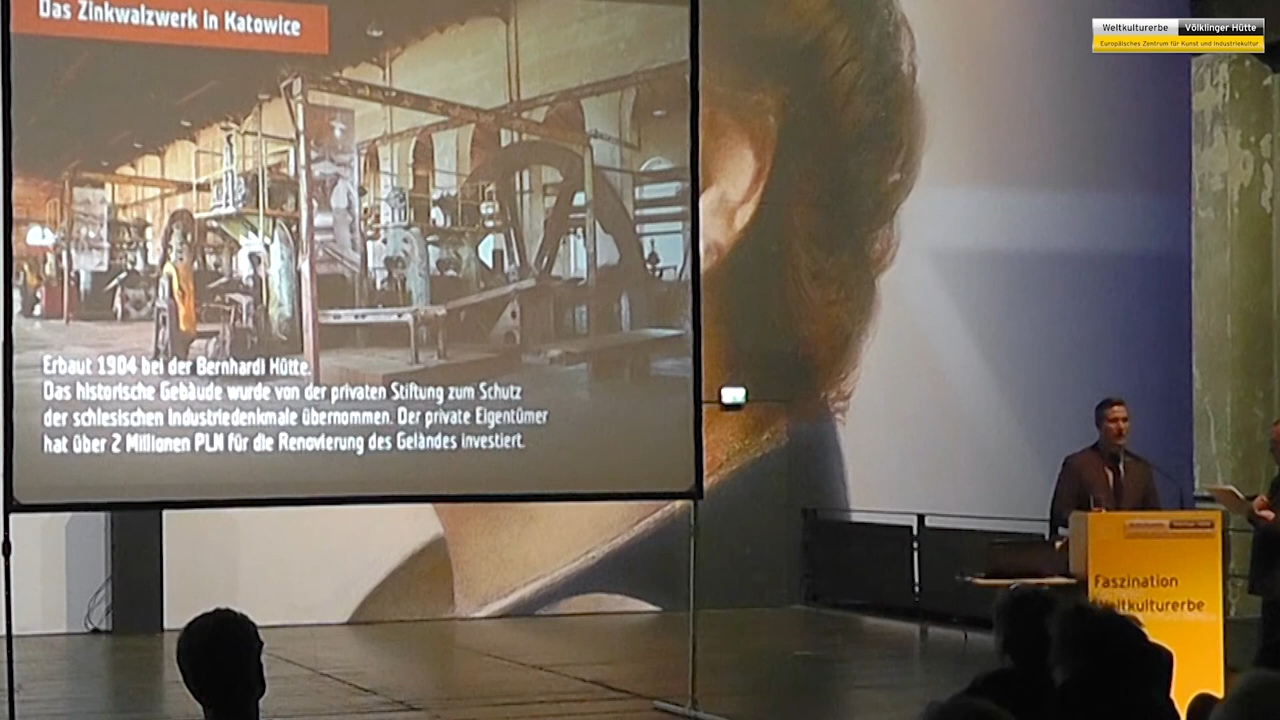 Das Zinkwalzwerk in Katowice
Weltkulturerbe Völklinger Hütte
Europäisches Zentrum für Kunst und Industriekultur
Erbaut 1904 bei der Bernhardi Hütte.
Das historische Gebäude wurde von der privaten Stiftung zum Schutz
der schlesischen Industriedenkmale übernommen. Der private Eigentümer
hat über 2 Millionen PLN für die Renovierung des Geländes investiert.
Faszination
Weltkulturerbe